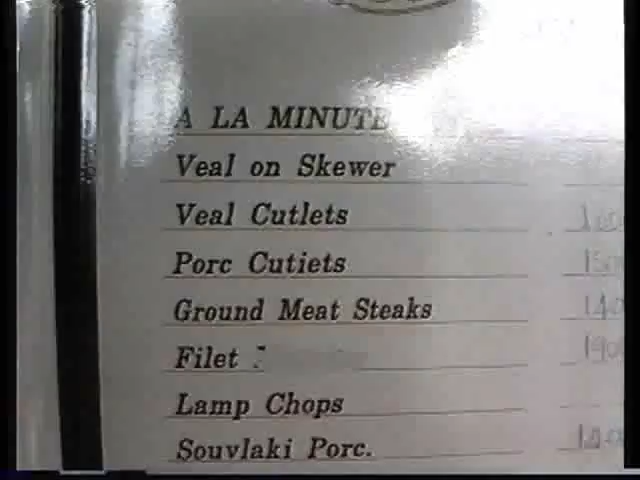 A LA MINUTE
Veal on Skewer
Veal Cutlets
Porc Cutiets
Ground Meat Steaks
Filet
Lamp Chops
Souvlaki Porc.